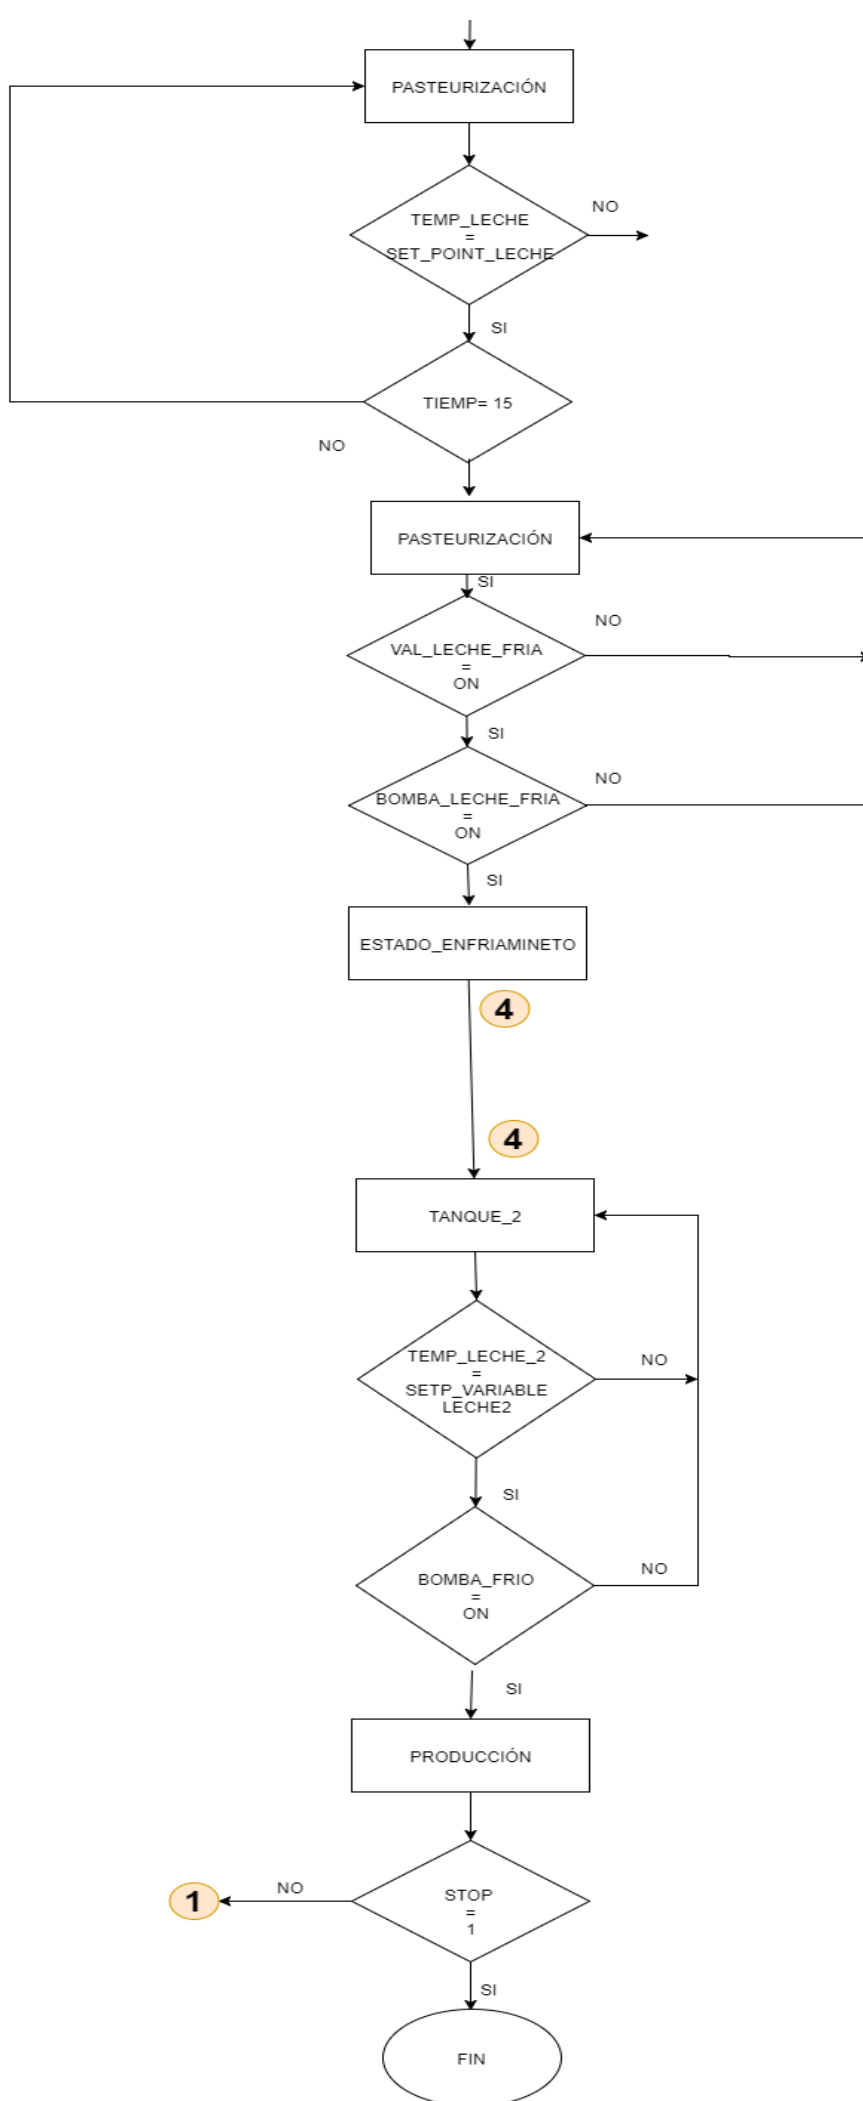 PASTEURIZACIÓN
TEMP_LECHE
=
SET_POINT_LECHE
NO
SI
TIEMP= 15
NO
PASTEURIZACIÓN
SI
VAL_LECHE_FRIA
=
ON
NO
SI
BOMBA_LECHE_FRIA
=
ON
NO
SI
ESTADO_ENFRIAMINETO
4
4
TANQUE_2
TEMP_LECHE_2
=
SETP_VARIABLE
LECHE2
NO
SI
BOMBA_FRIO
=
ON
NO
SI
PRODUCCIÓN
STOP
=
1
NO
1
SI
FIN